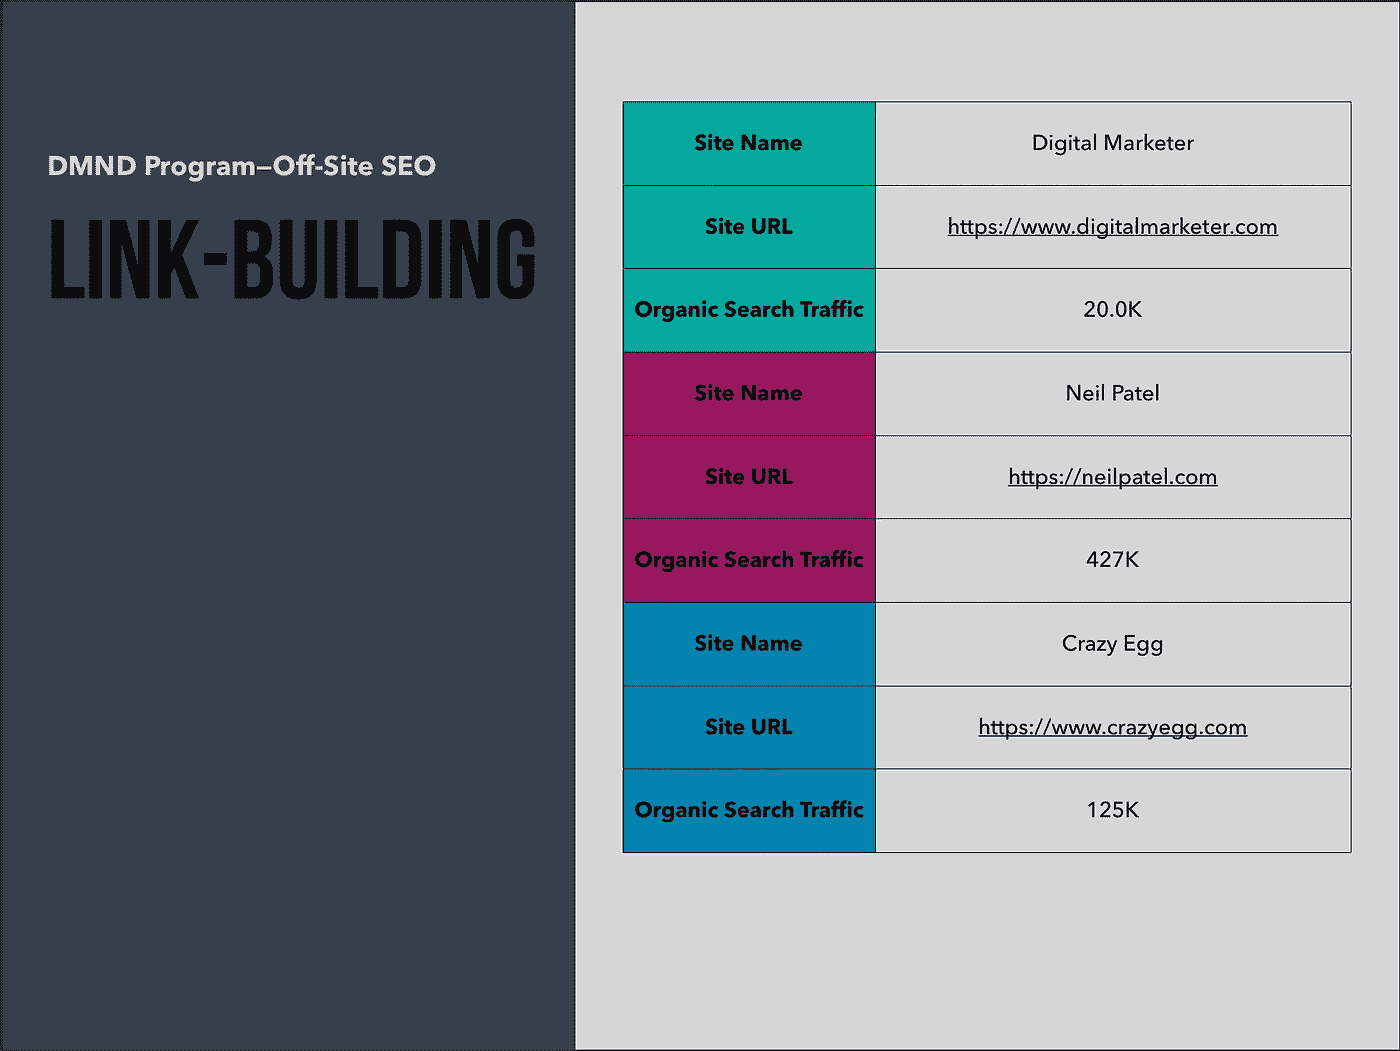 DMND Program—Off-Site SEO
LINK-BUILDING
Site Name Digital Marketer
Site URL https://www.digitalmarketer.com
Organic Search Traffic 20.0K
Site Name Neil Patel
Site URL https://neilpatel.com
Organic Search Traffic 427K
Site Name Crazy Egg
Site URL https://www.crazyegg.com
Organic Search Traffic 125K